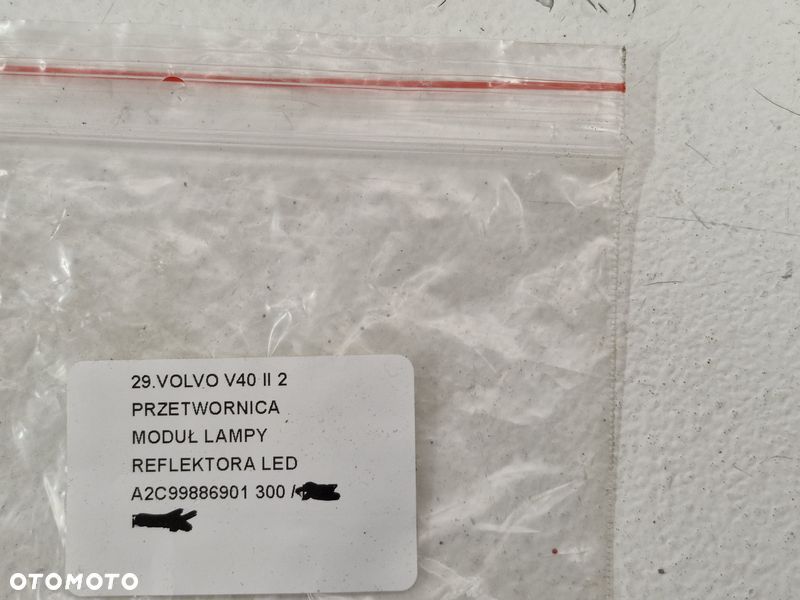 29.VOLVO V40 II 2
PRZETWORNICA
MODUŁ LAMPY
REFLEKTORA LED
A2C99886901 300 /
OTOMOTO